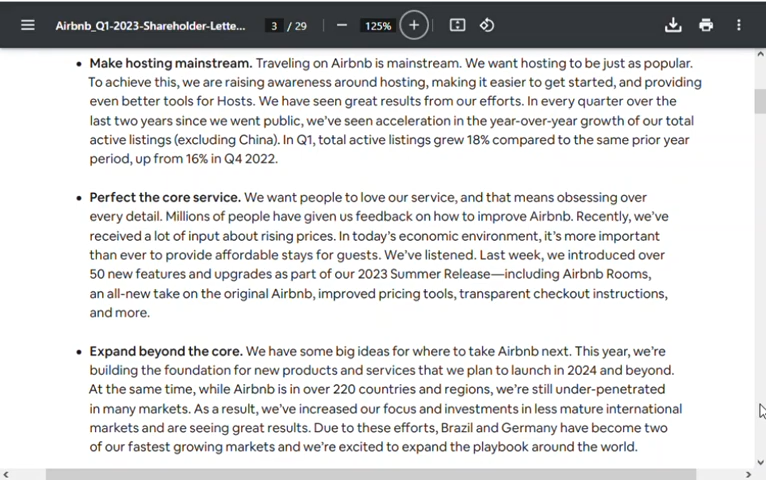 Airbnb_Q1-2023-Shareholder-Lette...
3 / 29
125%
• Make hosting mainstream. Traveling on Airbnb is mainstream. We want hosting to be just as popular.
To achieve this, we are raising awareness around hosting, making it easier to get started, and providing
even better tools for Hosts. We have seen great results from our efforts. In every quarter over the
last two years since we went public, we've seen acceleration in the year-over-year growth of our total
active listings (excluding China). In Q1, total active listings grew 18% compared to the same prior year
period, up from 16% in Q4 2022.
• Perfect the core service. We want people to love our service, and that means obsessing over
every detail. Millions of people have given us feedback on how to improve Airbnb. Recently, we've
received a lot of input about rising prices. In today's economic environment, it's more important
than ever to provide affordable stays for guests. We've listened. Last week, we introduced over
50 new features and upgrades as part of our 2023 Summer Release—including Airbnb Rooms,
an all-new take on the original Airbnb, improved pricing tools, transparent checkout instructions,
and more.
• Expand beyond the core. We have some big ideas for where to take Airbnb next. This year, we're
building the foundation for new products and services that we plan to launch in 2024 and beyond.
At the same time, while Airbnb is in over 220 countries and regions, we're still under-penetrated
in many markets. As a result, we've increased our focus and investments in less mature international
markets and are seeing great results. Due to these efforts, Brazil and Germany have become two
of our fastest growing markets and we're excited to expand the playbook around the world.